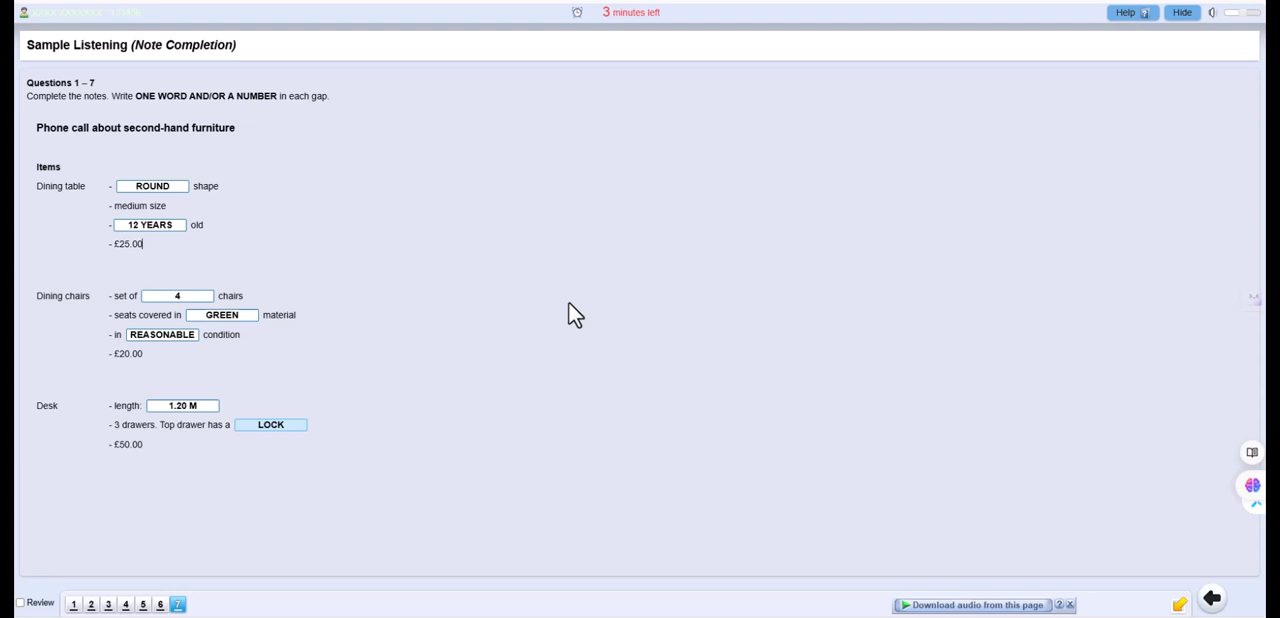 3 minutes left
Help ?
Hide
Sample Listening (Note Completion)
Questions 1 – 7
Complete the notes. Write ONE WORD AND/OR A NUMBER in each gap.
Phone call about second-hand furniture
Items
Dining table - ROUND shape
- medium size
- 12 YEARS old
- £25.00
Dining chairs - set of 4 chairs
- seats covered in GREEN material
- in REASONABLE condition
- £20.00
Desk - length: 1.20 M
- 3 drawers. Top drawer has a LOCK
- £50.00
Review 1 2 3 4 5 6 7
Download audio from this page ? X